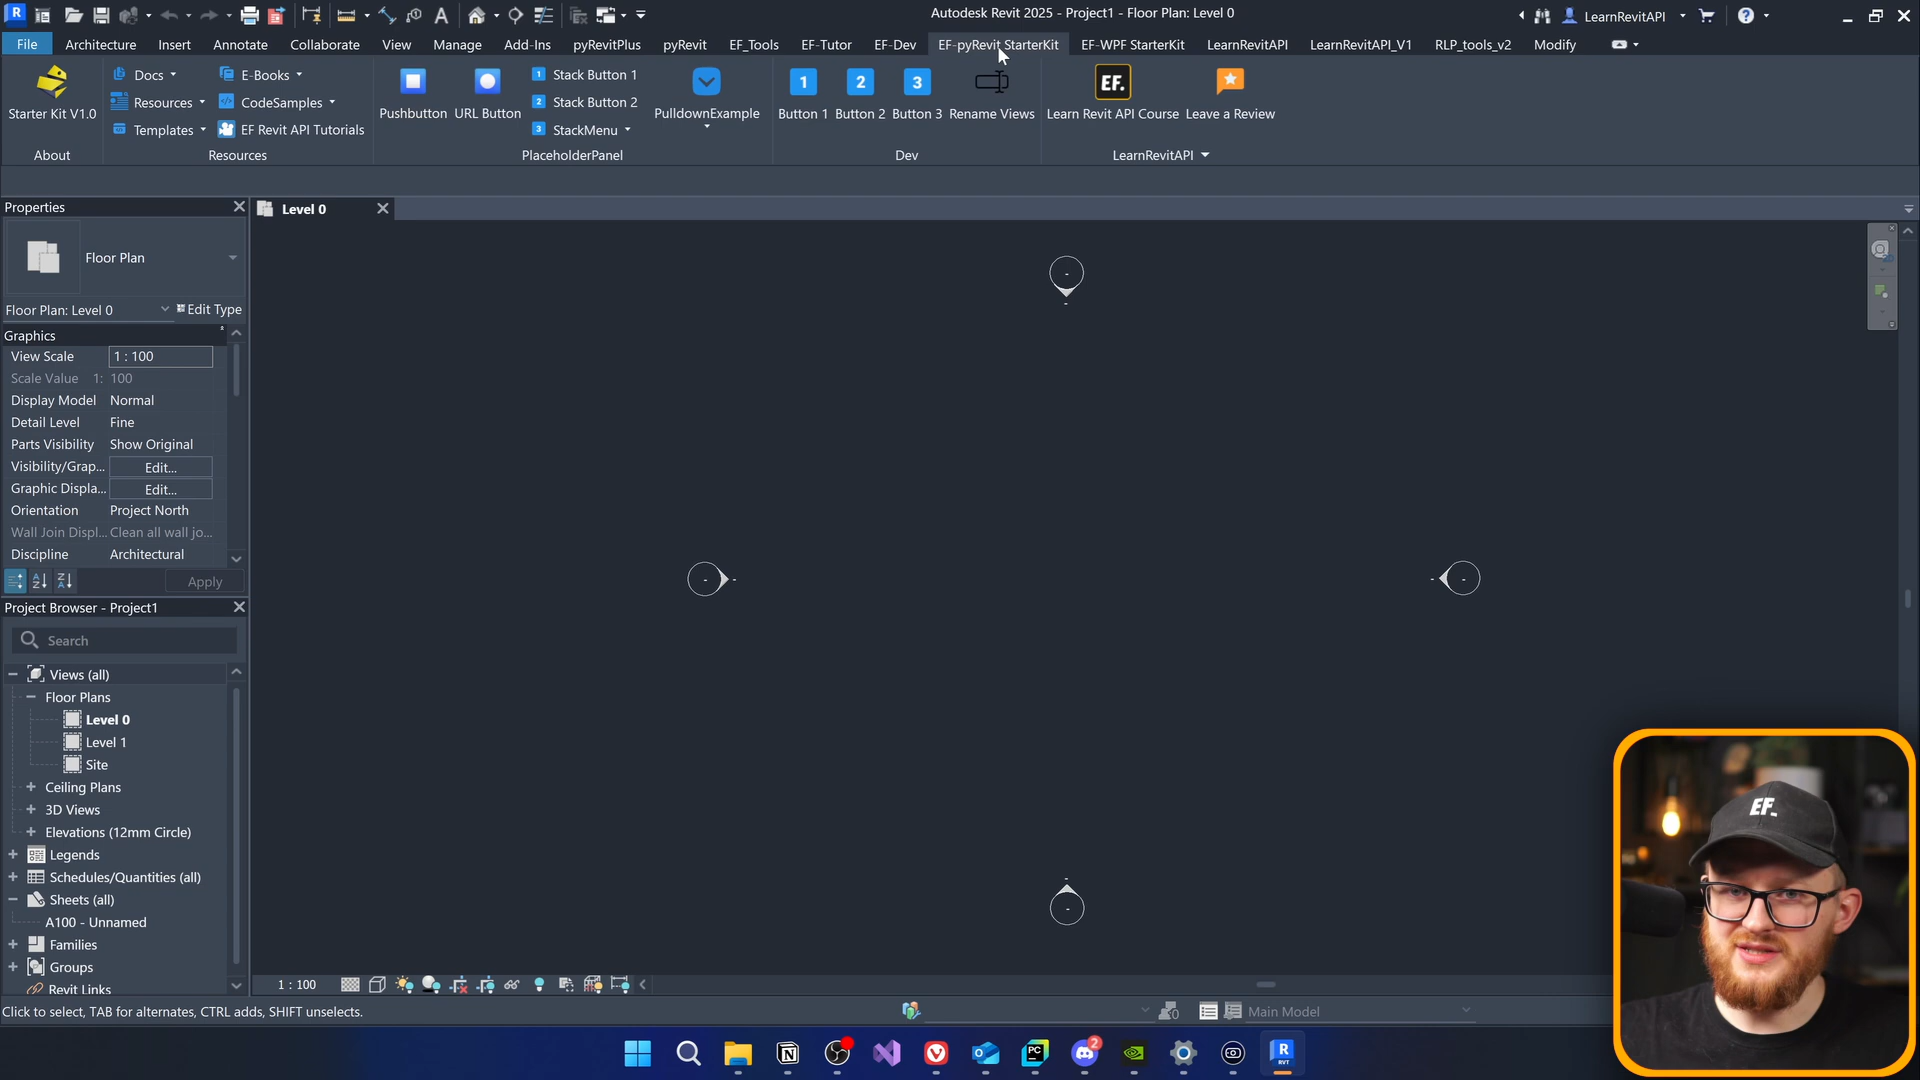 Autodesk Revit 2025 - Project1 - Floor Plan: Level 0
LearnRevitAPI
File Architecture Insert Annotate Collaborate View Manage Add-Ins pyRevitPlus pyRevit EF_Tools EF-Tutor EF-Dev EF-pyRevit StarterKit EF-WPF StarterKit LearnRevitAPI LearnRevitAPI_V1 RLP_tools_v2 Modify
Starter Kit V1.0
About
Docs
Resources
Templates
E-Books
CodeSamples
EF Revit API Tutorials
Resources
Pushbutton
URL Button
1 Stack Button 1
2 Stack Button 2
3 StackMenu
PulldownExample
PlaceholderPanel
1 2 3
Button 1 Button 2 Button 3 Rename Views
Dev
EF.
Learn Revit API Course
Leave a Review
LearnRevitAPI
Properties
Level 0
Floor Plan
Floor Plan: Level 0
Edit Type
Graphics
View Scale 1 : 100
Scale Value 1: 100
Display Model Normal
Detail Level Fine
Parts Visibility Show Original
Visibility/Grap... Edit...
Graphic Displa... Edit...
Orientation Project North
Wall Join Displ... Clean all wall jo...
Discipline Architectural
Apply
Project Browser - Project1
Search
Views (all)
Floor Plans
Level 0
Level 1
Site
Ceiling Plans
3D Views
Elevations (12mm Circle)
Legends
Schedules/Quantities (all)
Sheets (all)
A100 - Unnamed
Families
Groups
Revit Links
1 : 100
Click to select, TAB for alternates, CTRL adds, SHIFT unselects.
Main Model
EF.